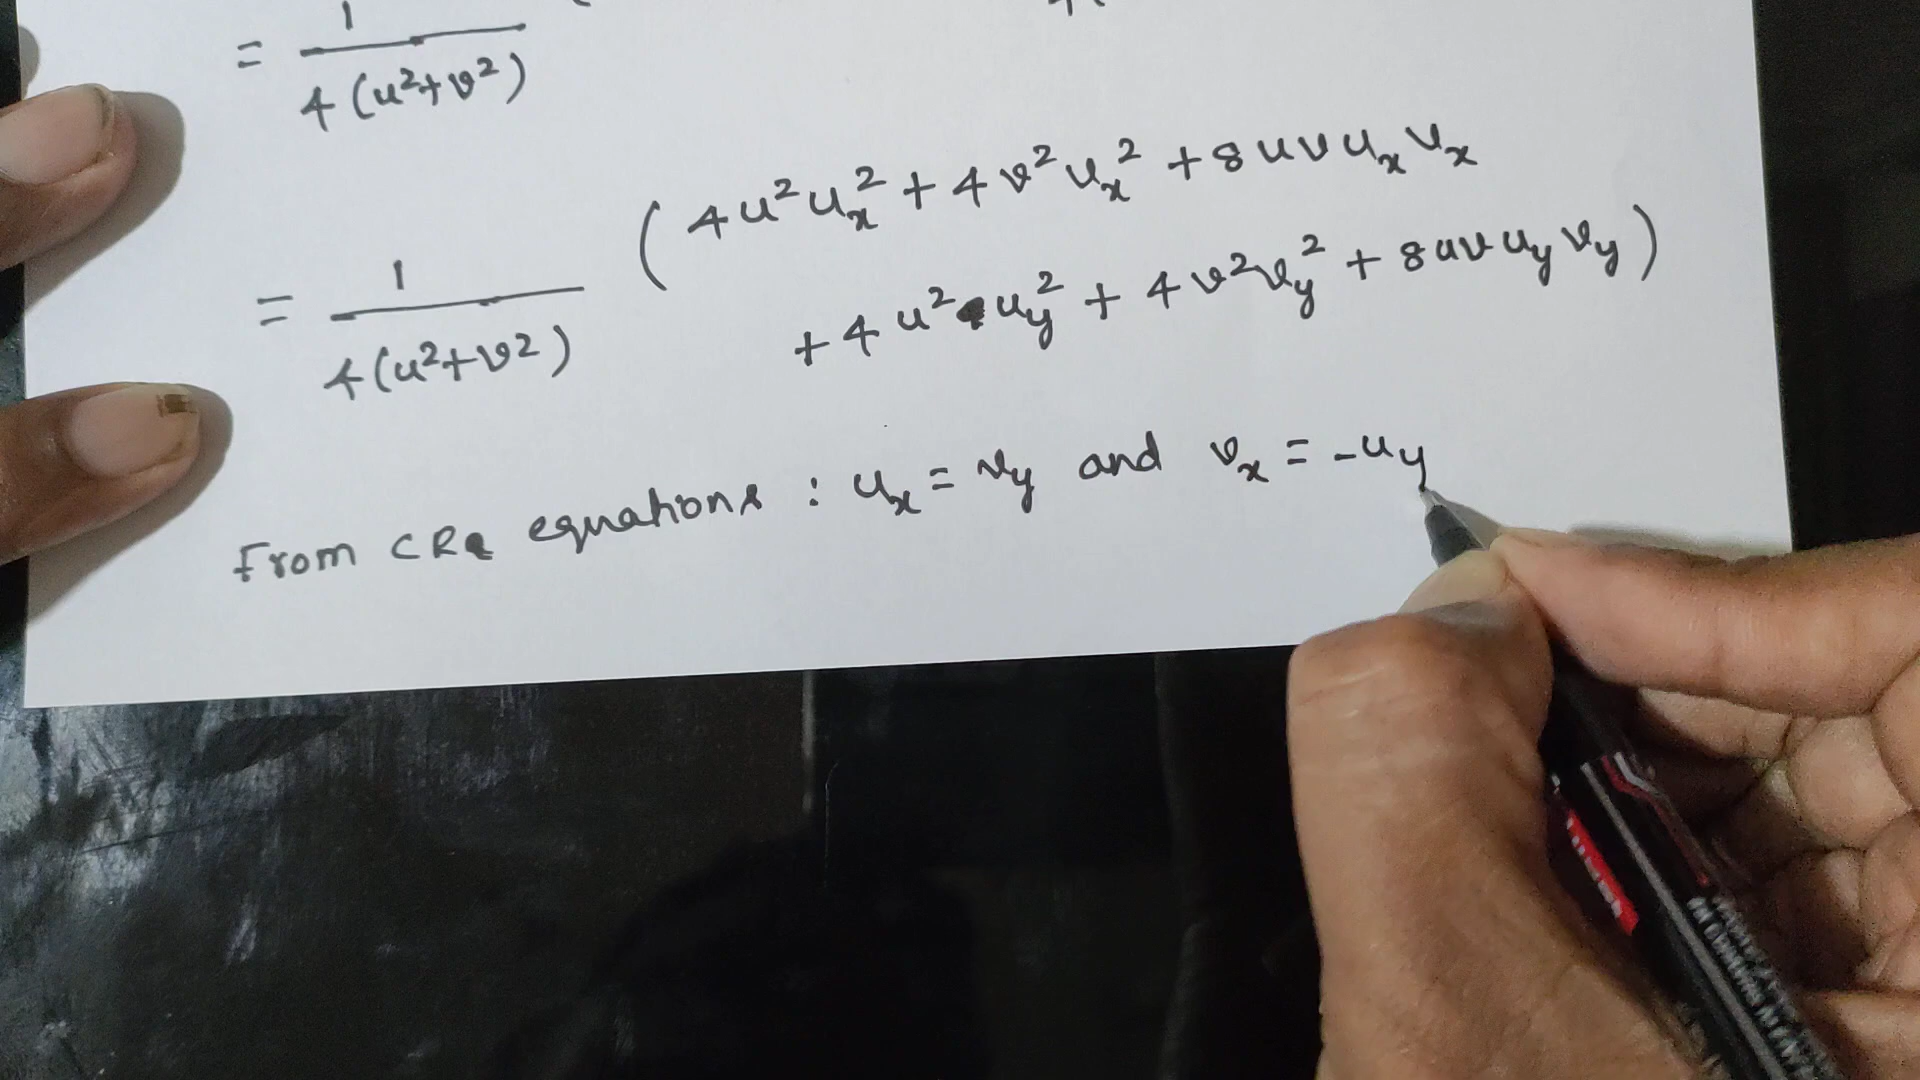 = 1 / 4(u²+v²)
= 1 / 4(u²+v²) (4u²uₓ² + 4v²vₓ² + 8uvuₓvₓ
+ 4u²u_y² + 4v²v_y² + 8uvu_yv_y)
From CR equations : uₓ = v_y and vₓ = -u_y